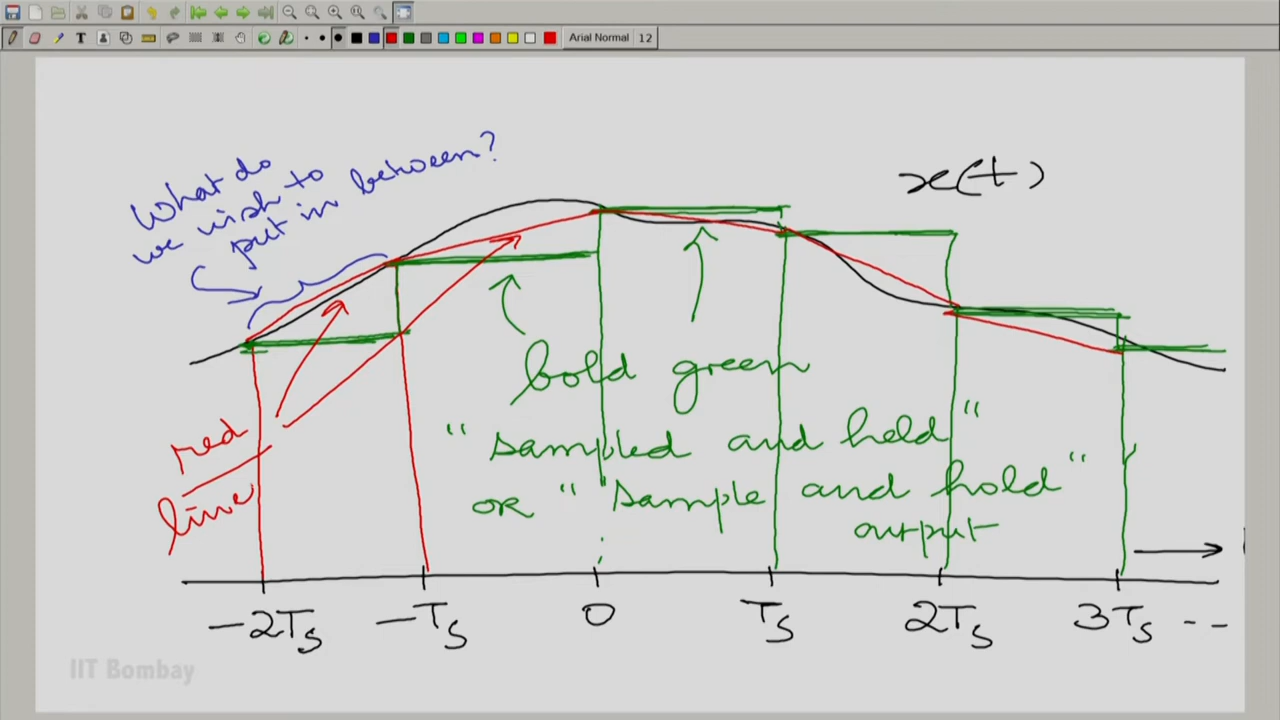 Arial Normal 12
What do
we wish to
put in between?
x(t)
bold green
"sampled and held"
or "sample and hold"
output
red
line
-2Ts -Ts 0 Ts 2Ts 3Ts --
IIT Bombay